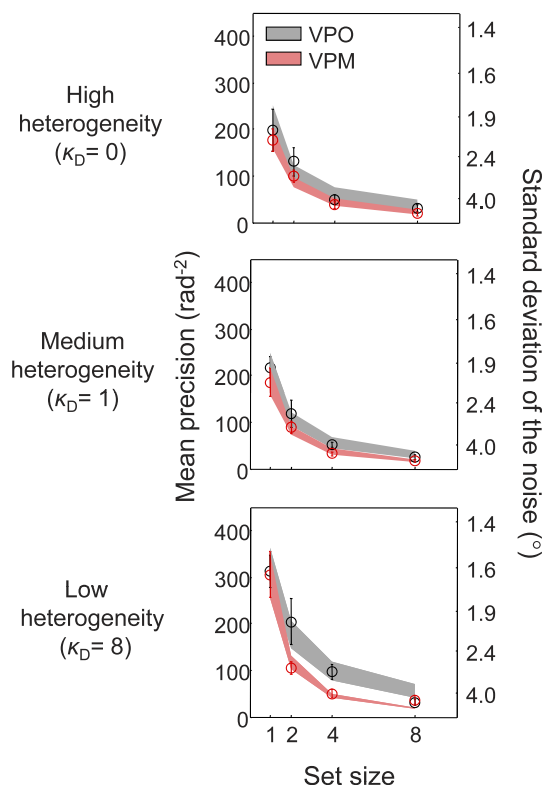 High
heterogeneity
(κD= 0)
400
300
200
100
0
VPO
VPM
1.4
1.6
1.9
2.4
4.0
Medium
heterogeneity
(κD= 1)
400
300
200
100
0
1.4
1.6
1.9
2.4
4.0
Low
heterogeneity
(κD= 8)
400
300
200
100
0
1.4
1.6
1.9
2.4
4.0
1 2 4 8
Set size
Mean precision (rad-2)
Standard deviation of the noise (°)